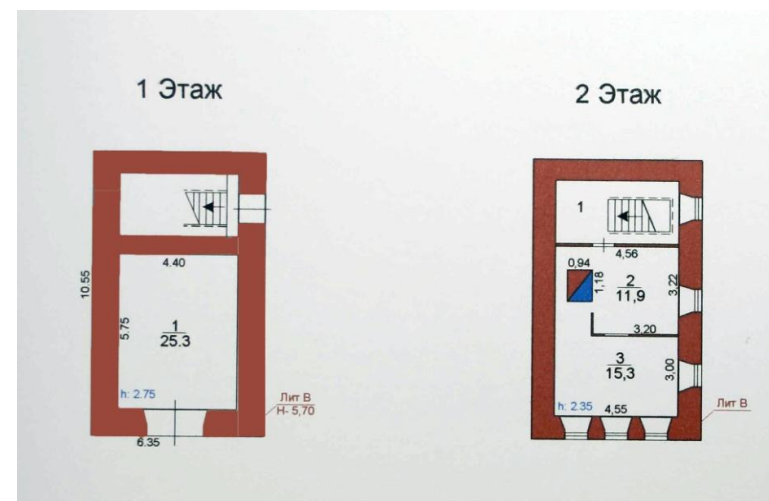 1 Этаж
4.40
10.55
5.75
1
25.3
h: 2.75
Лит В
Н- 5,70
6.35
2 Этаж
1
4,56
0,94
1,18
2
11,9
3,22
3,20
3
15,3
3,00
h: 2.35
4,55
Лит В